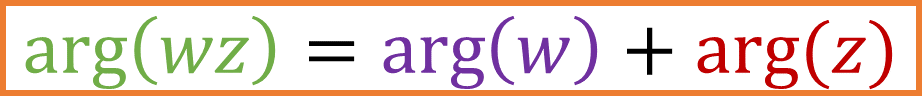 arg(wz) = arg(w) + arg(z)